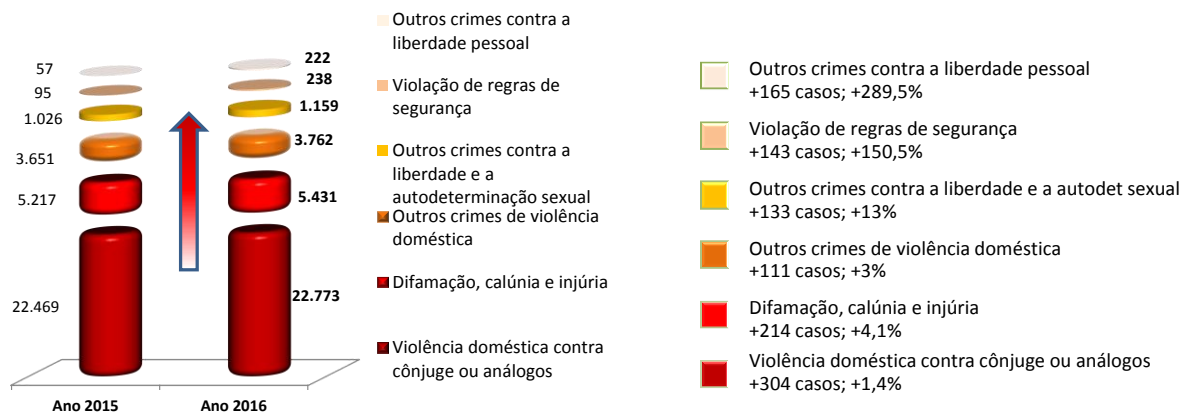 57
95
1.026
3.651
5.217
22.469
222
238
1.159
3.762
5.431
22.773
Ano 2015
Ano 2016
Outros crimes contra a
liberdade pessoal
Violação de regras de
segurança
Outros crimes contra a
liberdade e a
autodeterminação sexual
Outros crimes de violência
doméstica
Difamação, calúnia e injúria
Violência doméstica contra
cônjuge ou análogos
Outros crimes contra a liberdade pessoal
+165 casos; +289,5%
Violação de regras de segurança
+143 casos; +150,5%
Outros crimes contra a liberdade e a autodet sexual
+133 casos; +13%
Outros crimes de violência doméstica
+111 casos; +3%
Difamação, calúnia e injúria
+214 casos; +4,1%
Violência doméstica contra cônjuge ou análogos
+304 casos; +1,4%